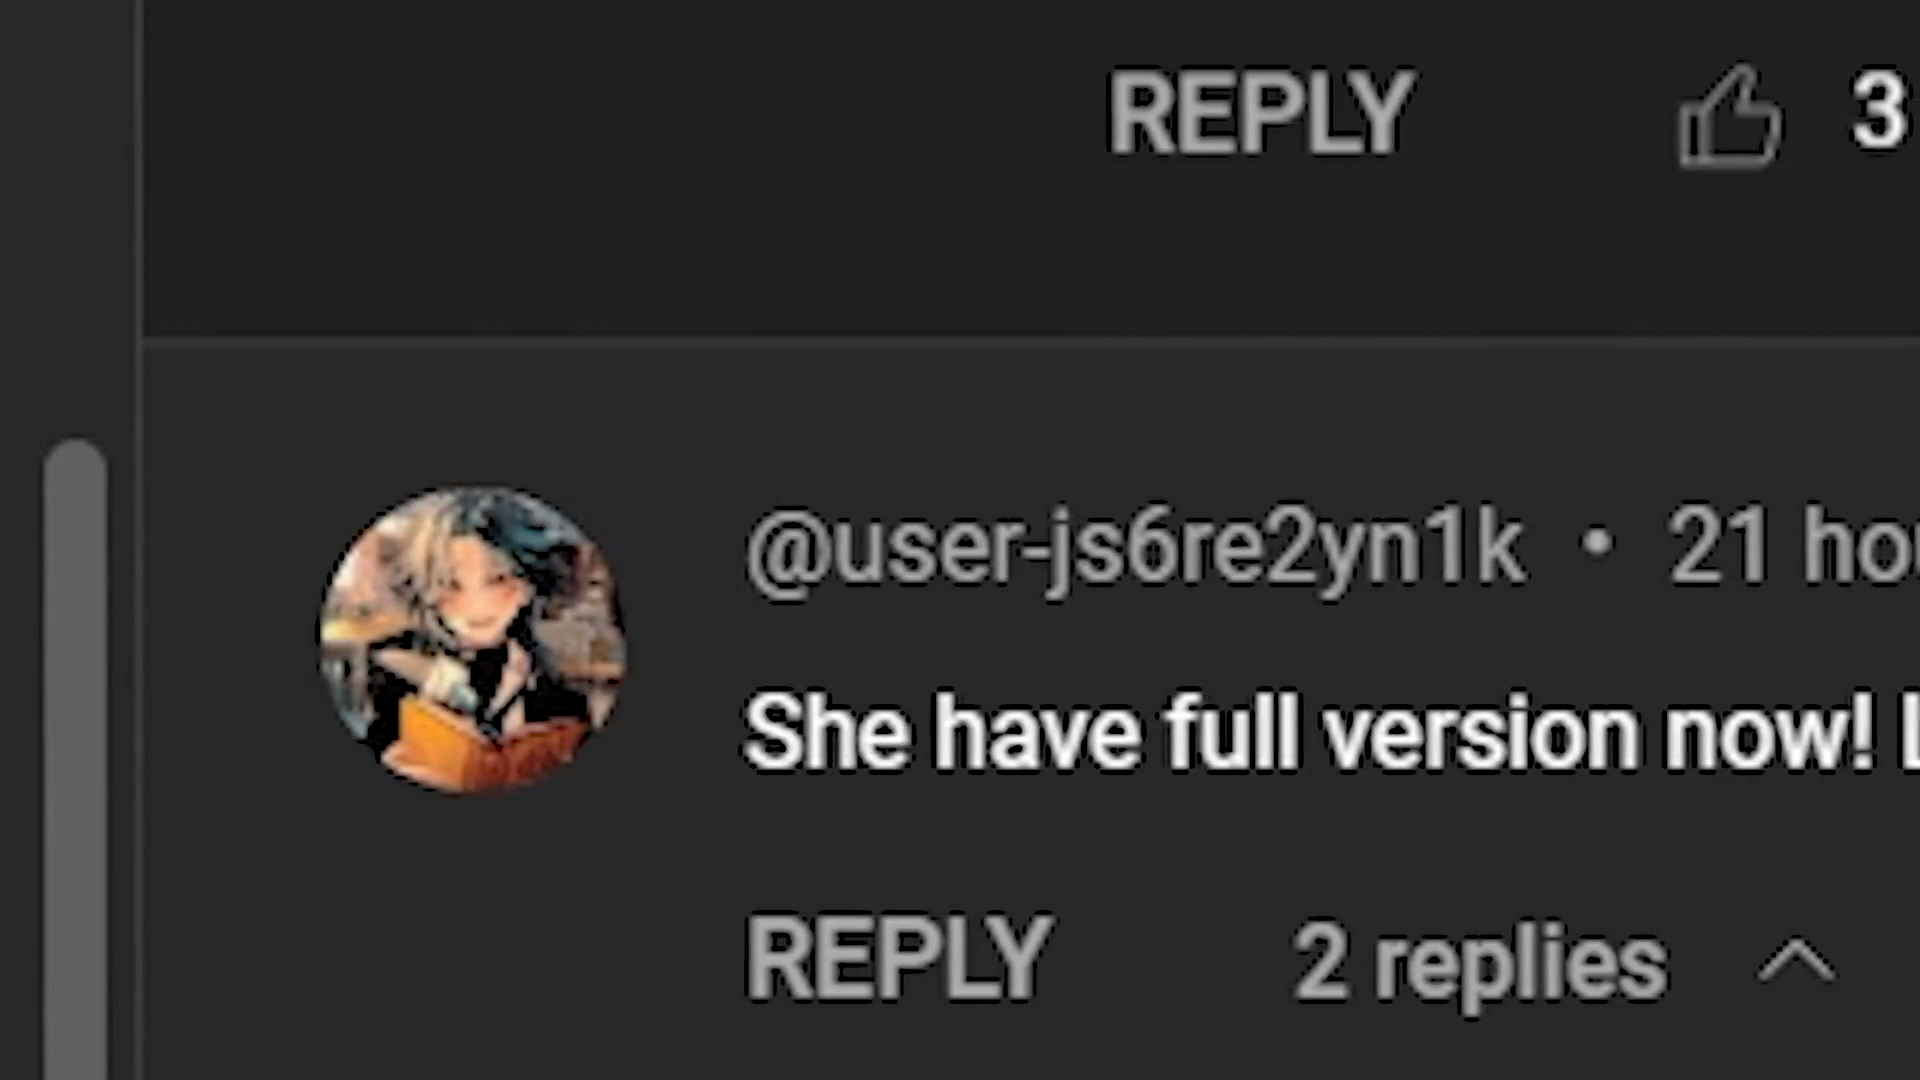 REPLY 3
@user-js6re2yn1k • 21
She have full version now!
REPLY 2 replies